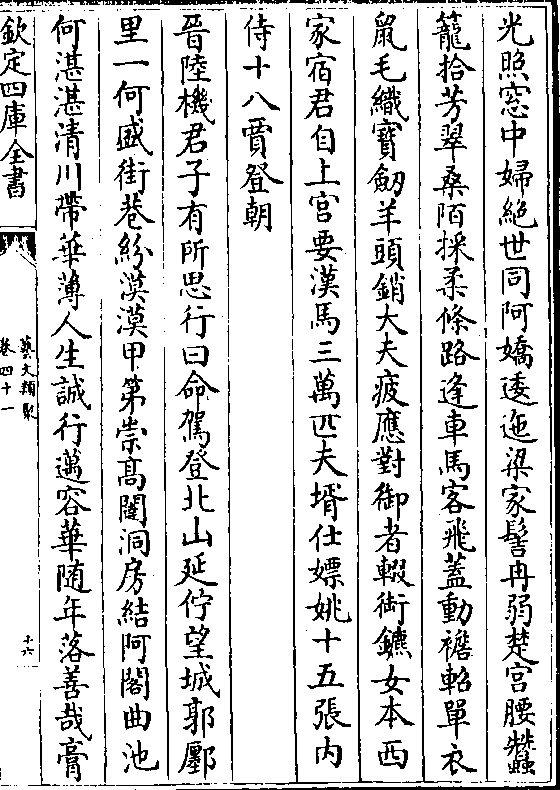 光照窓中婦絶世同阿嬌逶迤梁家髻冉弱楚宫腰蠶
籠拾芳翠桑陌採柔條路逢車馬客飛蓋動襜軺單衣
䑕毛織寶劒羊頭銷大夫疲應對御者輟銜鑣女本西
家宿君自上宫要漢馬三萬匹夫壻仕嫖姚十五張内
侍十八賈登朝
晉陸機君子有所思行曰命駕登北山延佇望城郭㕓
里一何盛街巷紛漠漠甲第崇髙闥洞房結阿閣曲池
何湛湛清川帶華薄人生誠行邁容華随年落善哉膏
欽定四庫全書
藝文類聚
卷四十一
十六